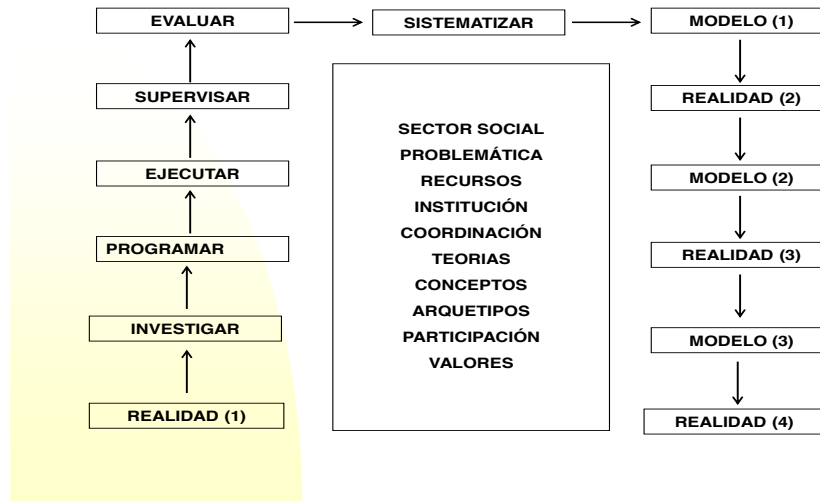 EVALUAR
SISTEMATIZAR
MODELO (1)
SUPERVISAR
REALIDAD (2)
EJECUTAR
MODELO (2)
PROGRAMAR
REALIDAD (3)
INVESTIGAR
MODELO (3)
REALIDAD (1)
REALIDAD (4)
SECTOR SOCIAL
PROBLEMÁTICA
RECURSOS
INSTITUCIÓN
COORDINACIÓN
TEORIAS
CONCEPTOS
ARQUETIPOS
PARTICIPACIÓN
VALORES